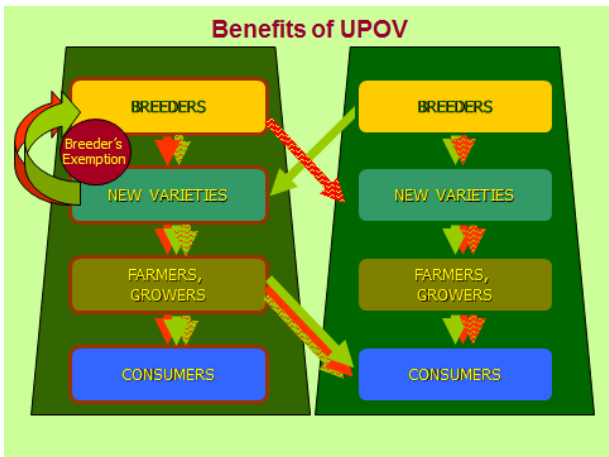 Benefits of UPOV
BREEDERS
Breeder's
Exemption
NEW VARIETIES
FARMERS,
GROWERS
CONSUMERS
BREEDERS
NEW VARIETIES
FARMERS,
GROWERS
CONSUMERS